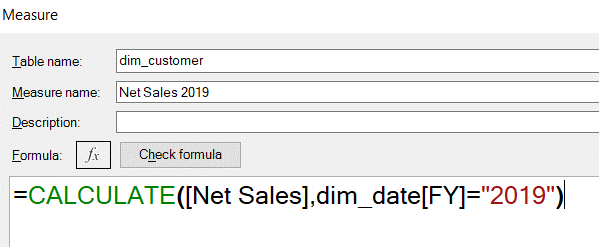 Measure
Table name: dim_customer
Measure name: Net Sales 2019
Description:
Formula: fx Check formula
=CALCULATE([Net Sales],dim_date[FY]="2019")